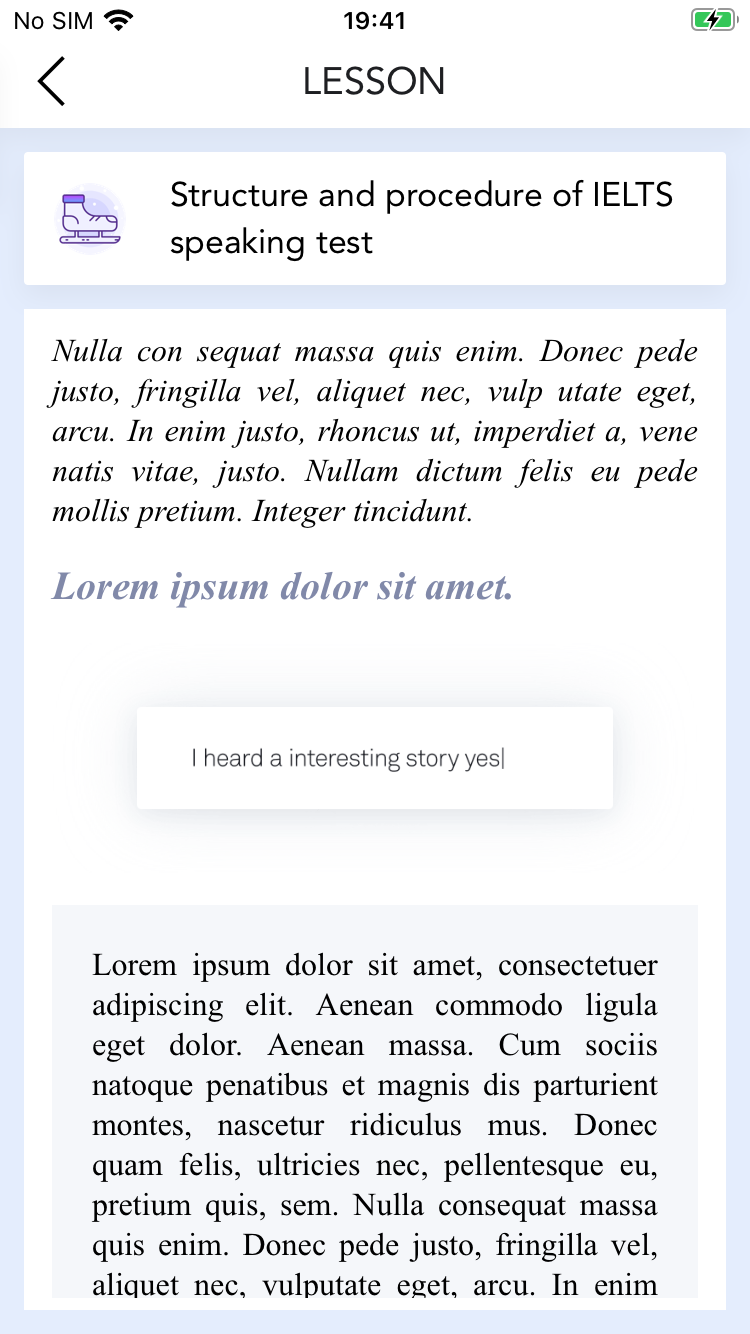 No SIM 19:41
LESSON
Structure and procedure of IELTS
speaking test
Nulla con sequat massa quis enim. Donec pede
justo, fringilla vel, aliquet nec, vulp utate eget,
arcu. In enim justo, rhoncus ut, imperdiet a, vene
natis vitae, justo. Nullam dictum felis eu pede
mollis pretium. Integer tincidunt.
Lorem ipsum dolor sit amet.
I heard a interesting story yes
Lorem ipsum dolor sit amet, consectetuer
adipiscing elit. Aenean commodo ligula
eget dolor. Aenean massa. Cum sociis
natoque penatibus et magnis dis parturient
montes, nascetur ridiculus mus. Donec
quam felis, ultricies nec, pellentesque eu,
pretium quis, sem. Nulla consequat massa
quis enim. Donec pede justo, fringilla vel,
aliquet nec, vulputate eget, arcu. In enim